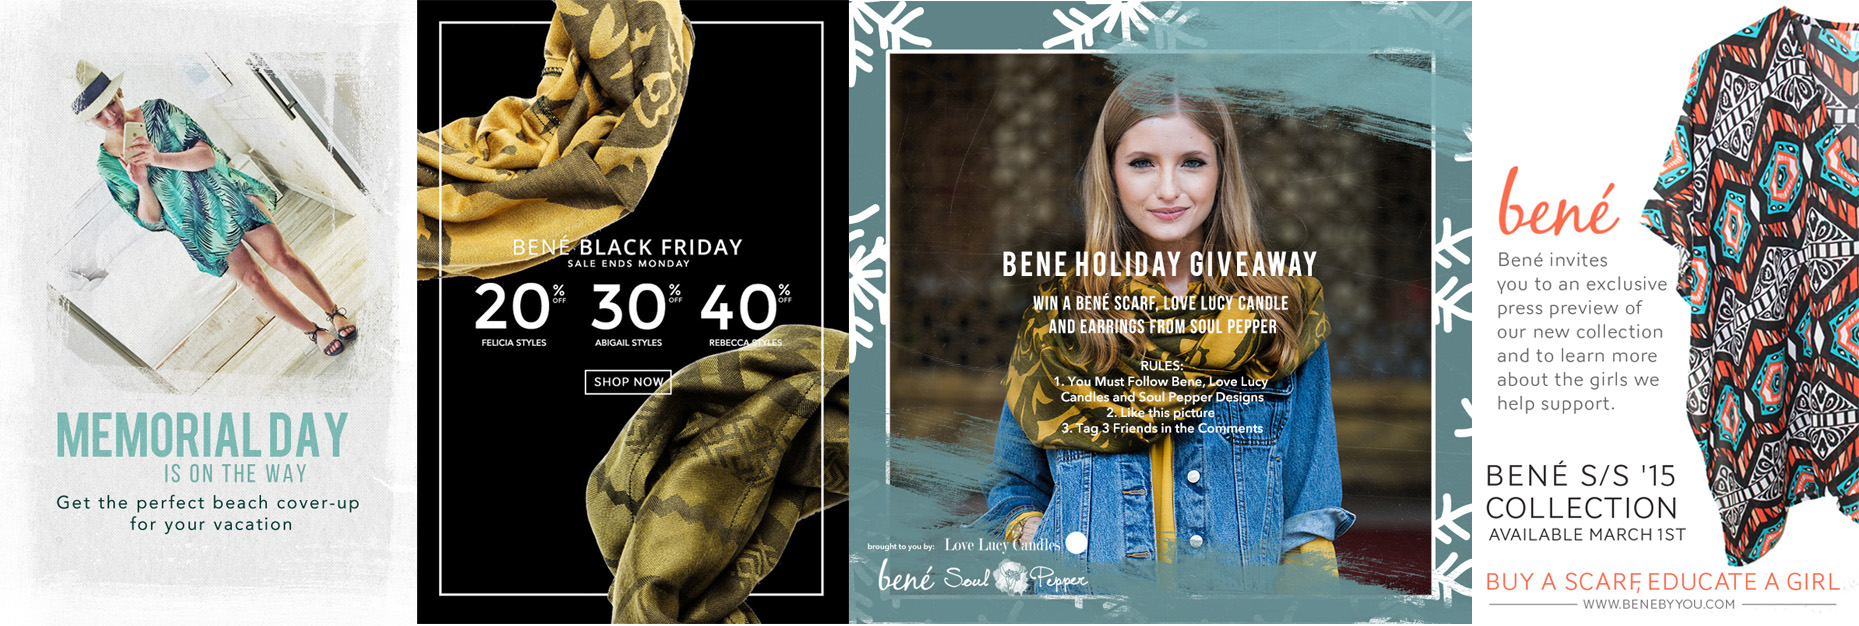 MEMORIAL DAY
IS ON THE WAY
Get the perfect beach cover-up
for your vacation
BENÉ BLACK FRIDAY
SALE ENDS MONDAY
20% OFF 30% OFF 40% OFF
FELICIA STYLES ABIGAIL STYLES REBECCA STYLES
SHOP NOW
BENE HOLIDAY GIVEAWAY
WIN A BENÉ SCARF, LOVE LUCY CANDLE
AND EARRINGS FROM SOUL PEPPER
RULES:
1. You Must Follow Bene, Love Lucy
Candles and Soul Pepper Designs
2. Like this picture
3. Tag 3 Friends in the Comments
brought to you by: Love Lucy Candles
bené Soul Pepper
bené
Bené invites
you to an exclusive
press preview of
our new collection
and to learn more
about the girls we
help support.
BENÉ S/S '15
COLLECTION
AVAILABLE MARCH 1ST
BUY A SCARF, EDUCATE A GIRL
WWW.BENEBYYOU.COM